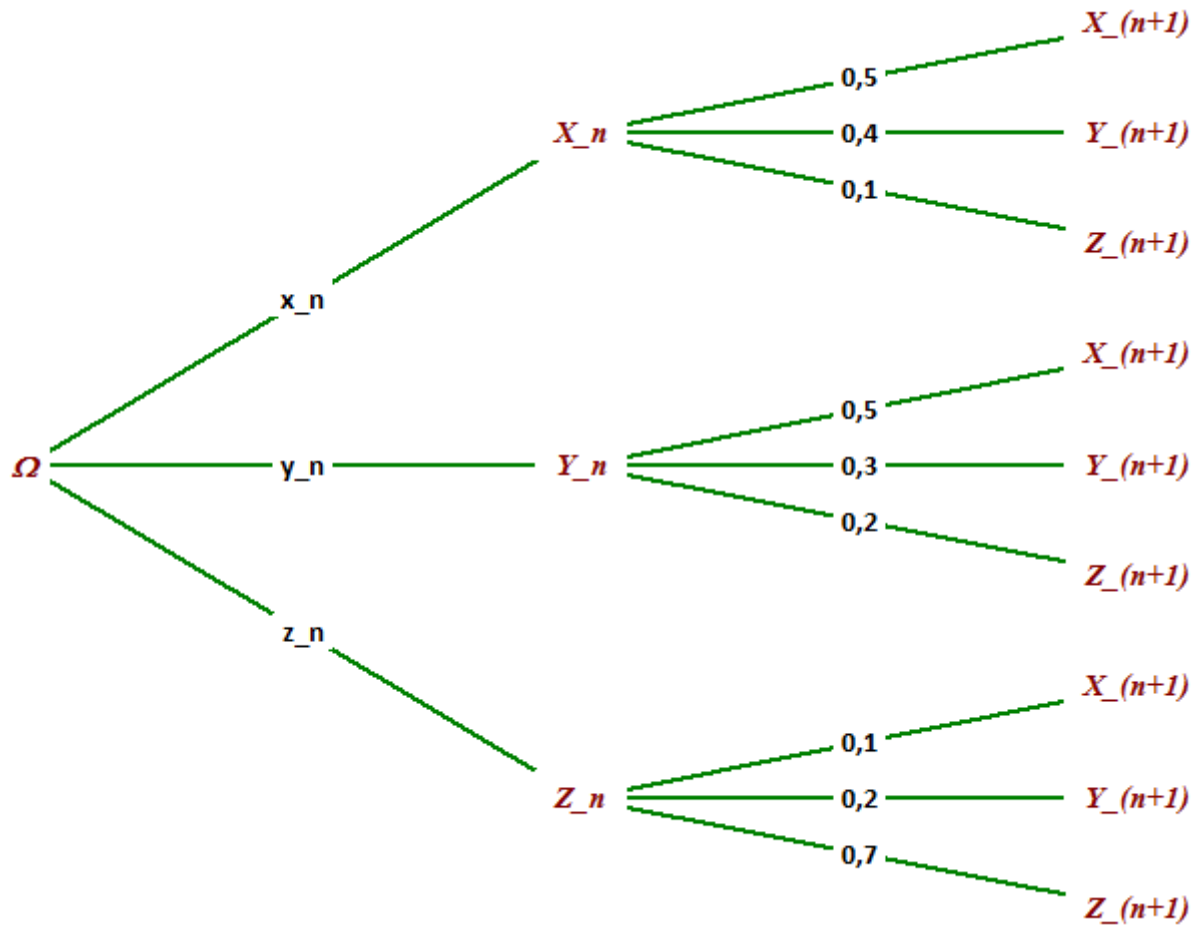 X_(n+1)
0,5
X_n
0,4
Y_(n+1)
0,1
Z_(n+1)
x_n
X_(n+1)
0,5
Ω
y_n
Y_n
0,3
Y_(n+1)
0,2
Z_(n+1)
z_n
X_(n+1)
0,1
Z_n
0,2
Y_(n+1)
0,7
Z_(n+1)